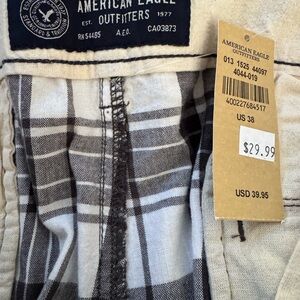 AMERICAN EAGLE
EST. OUTFITTERS 1977
RN 54485 A.E.O. CA03873
AMERICAN EAGLE
OUTFITTERS
013 1525 44097
4044-019
400227684517
US 38
$29.99
USD 39.95